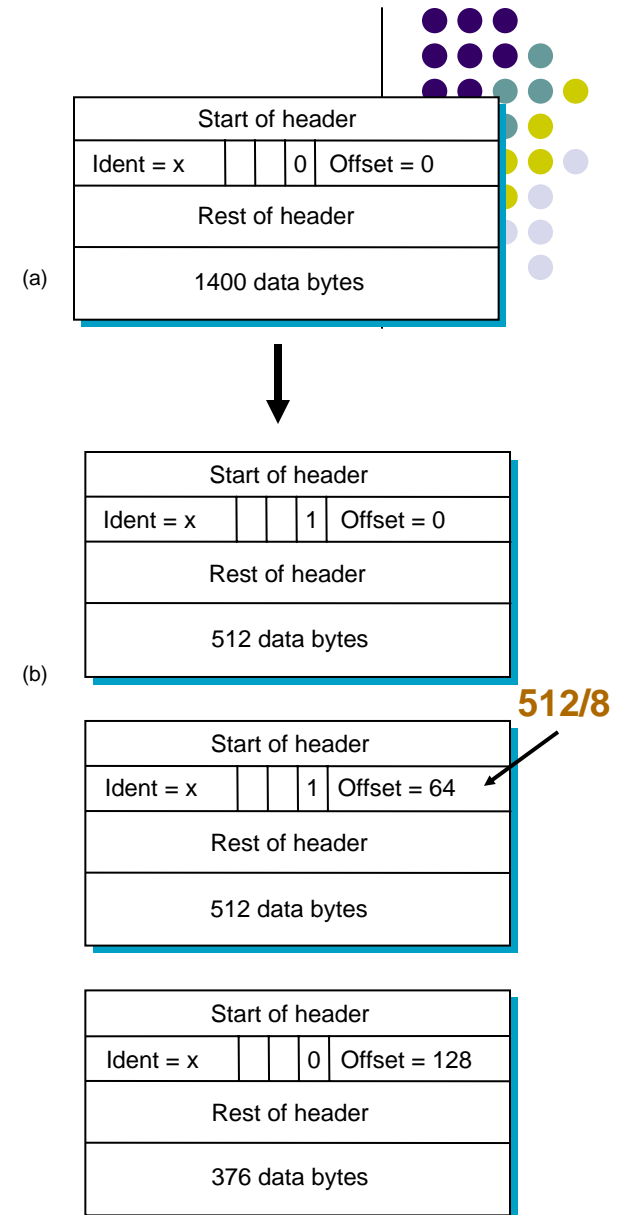 Start of header
Ident = x 0 Offset = 0
Rest of header
(a)
1400 data bytes
Start of header
Ident = x 1 Offset = 0
Rest of header
512 data bytes
(b)
512/8
Start of header
Ident = x 1 Offset = 64
Rest of header
512 data bytes
Start of header
Ident = x 0 Offset = 128
Rest of header
376 data bytes